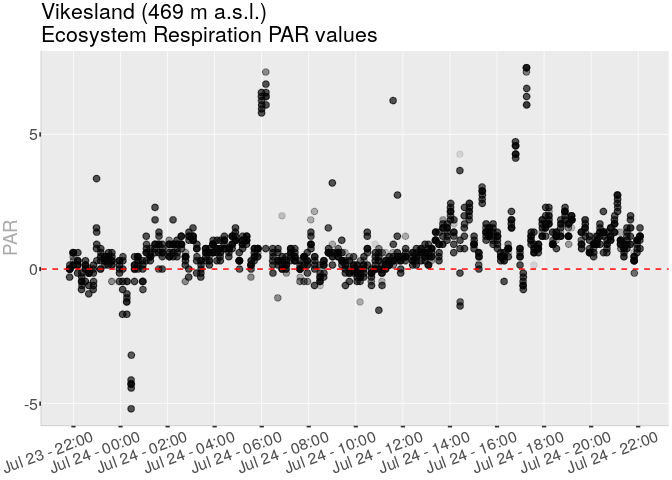 Vikesland (469 m a.s.l.)
Ecosystem Respiration PAR values
PAR
5
0
-5
Jul 23 - 22:00
Jul 24 - 00:00
Jul 24 - 02:00
Jul 24 - 04:00
Jul 24 - 06:00
Jul 24 - 08:00
Jul 24 - 10:00
Jul 24 - 12:00
Jul 24 - 14:00
Jul 24 - 16:00
Jul 24 - 18:00
Jul 24 - 20:00
Jul 24 - 22:00